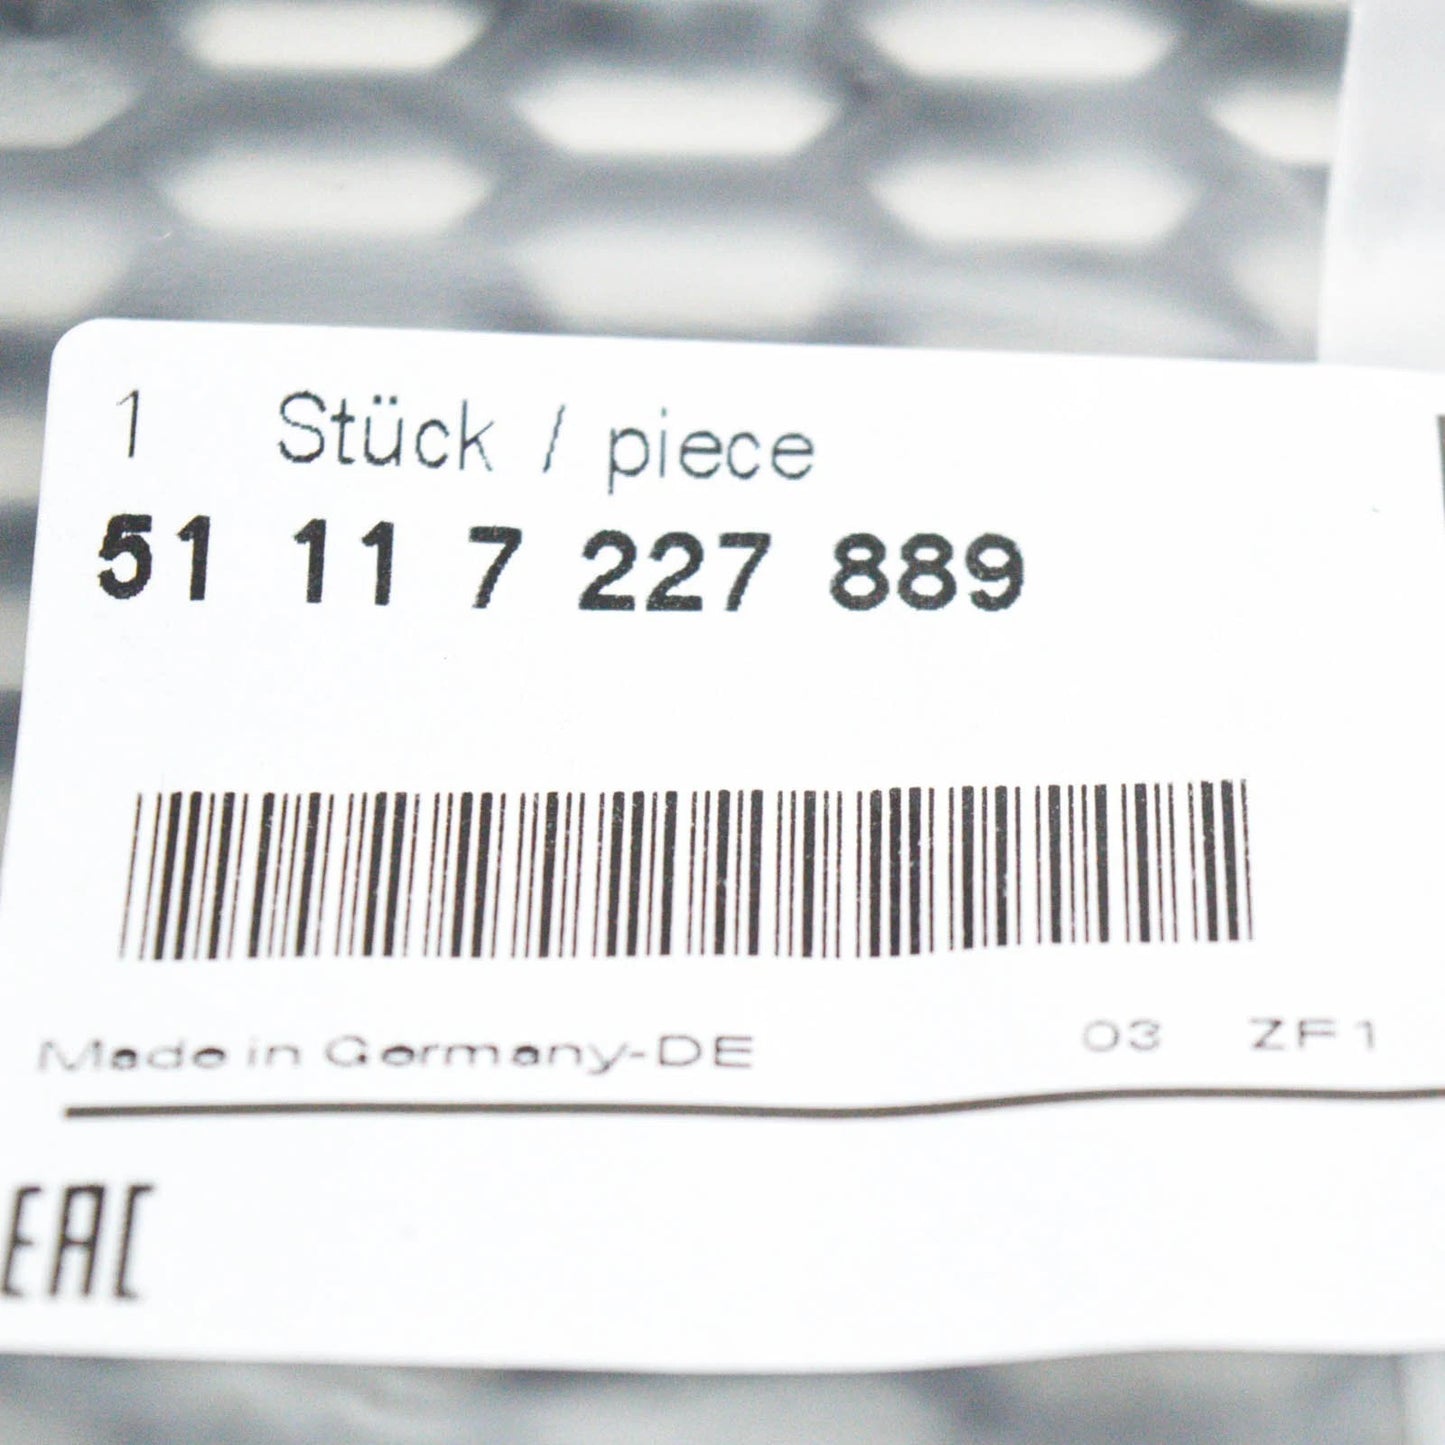 1 Stück / piece
51 11 7 227 889
Made in Germany-DE 03 ZF1
EAC